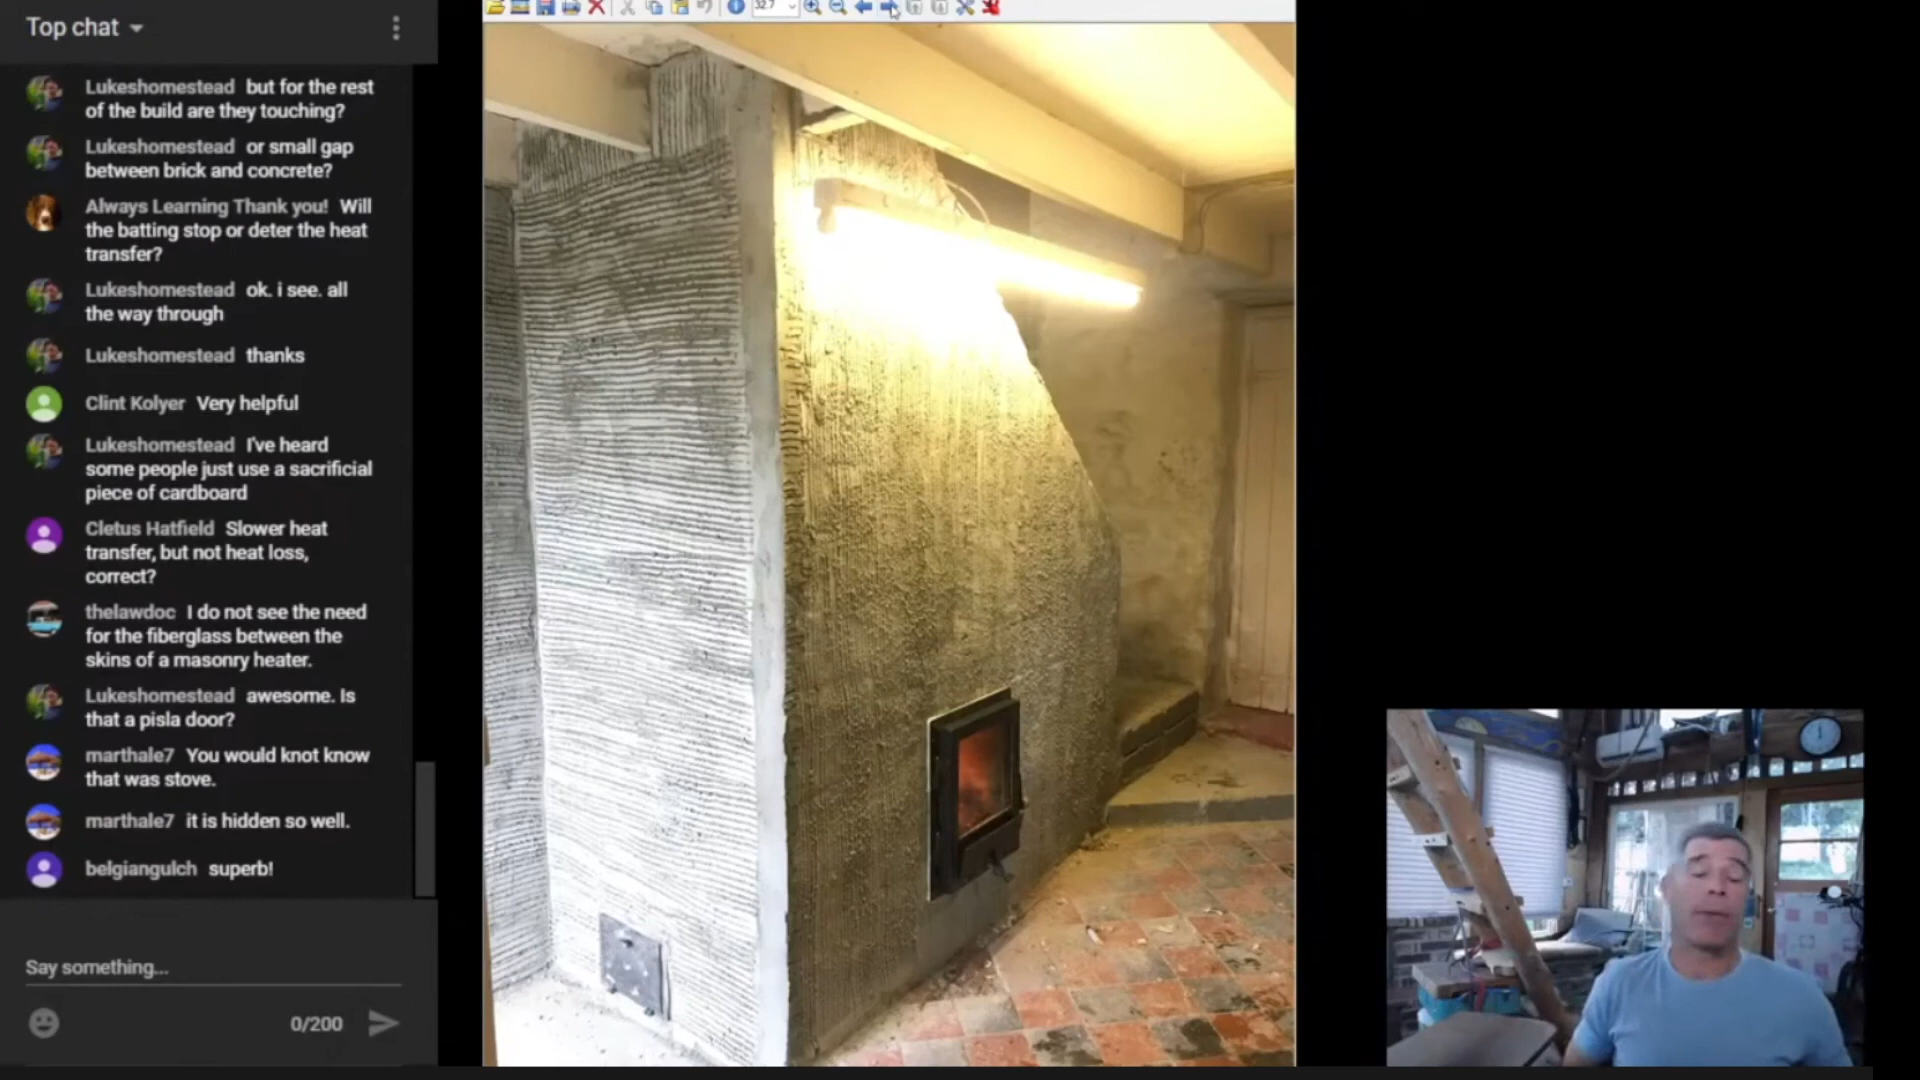 Top chat
32.7
Lukeshomestead but for the rest
of the build are they touching?
Lukeshomestead or small gap
between brick and concrete?
Always Learning Thank you! Will
the batting stop or deter the heat
transfer?
Lukeshomestead ok. i see. all
the way through
Lukeshomestead thanks
Clint Kolyer Very helpful
Lukeshomestead I've heard
some people just use a sacrificial
piece of cardboard
Cletus Hatfield Slower heat
transfer, but not heat loss,
correct?
thelawdoc I do not see the need
for the fiberglass between the
skins of a masonry heater.
Lukeshomestead awesome. Is
that a pisla door?
marthale7 You would knot know
that was stove.
marthale7 it is hidden so well.
belgiangulch superb!
Say something...
0/200